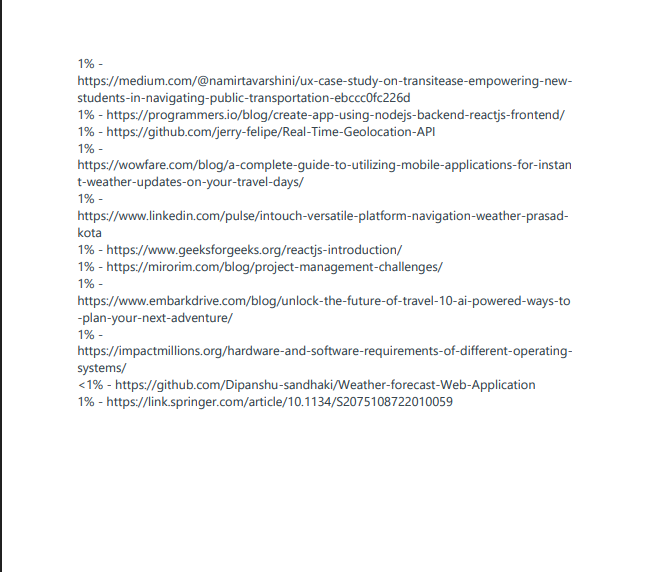 1% -
https://medium.com/@namirtavarshini/ux-case-study-on-transitease-empowering-new-
students-in-navigating-public-transportation-ebccc0fc226d
1% - https://programmers.io/blog/create-app-using-nodejs-backend-reactjs-frontend/
1% - https://github.com/jerry-felipe/Real-Time-Geolocation-API
1% -
https://wowfare.com/blog/a-complete-guide-to-utilizing-mobile-applications-for-instan
t-weather-updates-on-your-travel-days/
1% -
https://www.linkedin.com/pulse/intouch-versatile-platform-navigation-weather-prasad-
kota
1% - https://www.geeksforgeeks.org/reactjs-introduction/
1% - https://mirorim.com/blog/project-management-challenges/
1% -
https://www.embarkdrive.com/blog/unlock-the-future-of-travel-10-ai-powered-ways-to
-plan-your-next-adventure/
1% -
https://impactmillions.org/hardware-and-software-requirements-of-different-operating-
systems/
<1% - https://github.com/Dipanshu-sandhaki/Weather-forecast-Web-Application
1% - https://link.springer.com/article/10.1134/S2075108722010059